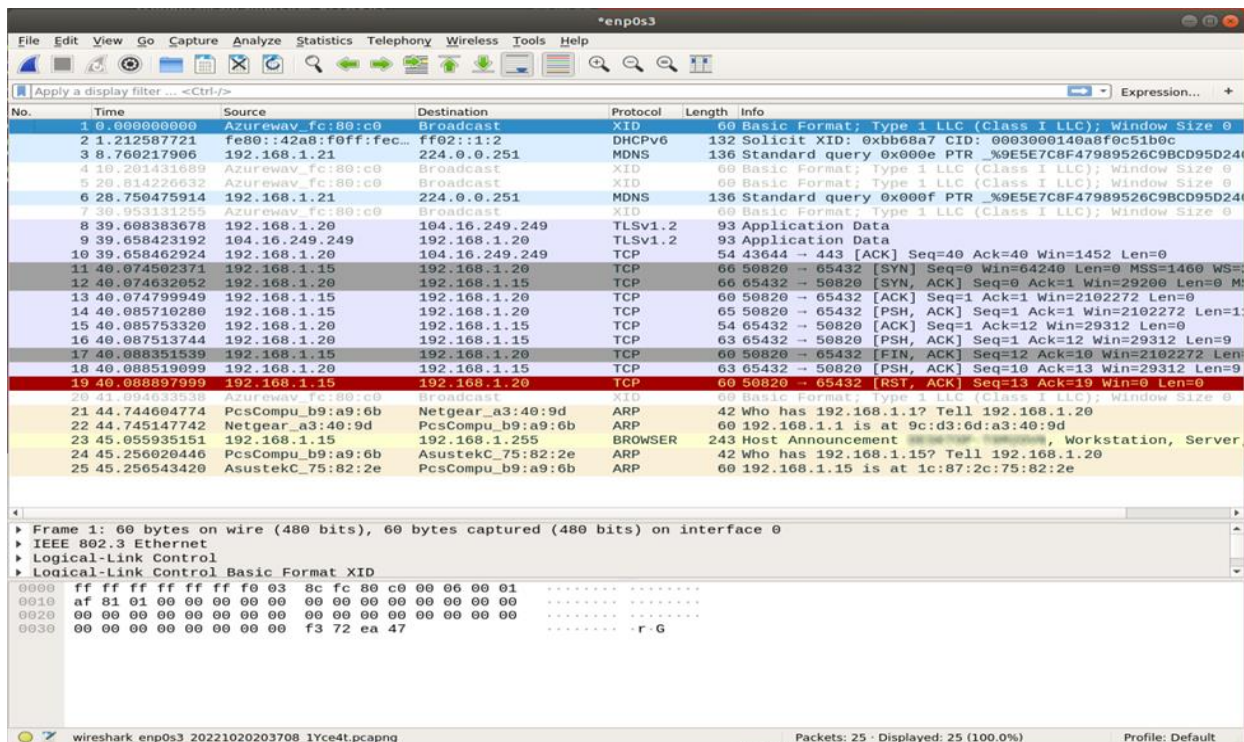 *enp0s3
File Edit View Go Capture Analyze Statistics Telephony Wireless Tools Help
Apply a display filter ... <Ctrl-/> Expression... +
No. Time Source Destination Protocol Length Info
1 0.000000000 Azurewav_fc:80:c0 Broadcast XID 60 Basic Format; Type 1 LLC (Class I LLC); Window Size 0
2 1.212587721 fe80::42a8:f0ff:fec… ff02::1:2 DHCPv6 132 Solicit XID: 0xbb68a7 CID: 0003000140a8f0c51b0c
3 8.760217906 192.168.1.21 224.0.0.251 MDNS 136 Standard query 0x000e PTR _%9E5E7C8F47989526C9BCD95D240
4 10.201431689 Azurewav_fc:80:c0 Broadcast XID 60 Basic Format; Type 1 LLC (Class I LLC); Window Size 0
5 20.814226632 Azurewav_fc:80:c0 Broadcast XID 60 Basic Format; Type 1 LLC (Class I LLC); Window Size 0
6 28.750475914 192.168.1.21 224.0.0.251 MDNS 136 Standard query 0x000f PTR _%9E5E7C8F47989526C9BCD95D240
7 30.953131255 Azurewav_fc:80:c0 Broadcast XID 60 Basic Format; Type 1 LLC (Class I LLC); Window Size 0
8 39.608383678 192.168.1.20 104.16.249.249 TLSv1.2 93 Application Data
9 39.658423192 104.16.249.249 192.168.1.20 TLSv1.2 93 Application Data
10 39.658462924 192.168.1.20 104.16.249.249 TCP 54 43644 → 443 [ACK] Seq=40 Ack=40 Win=1452 Len=0
11 40.074502371 192.168.1.15 192.168.1.20 TCP 66 50820 → 65432 [SYN] Seq=0 Win=64240 Len=0 MSS=1460 WS=
12 40.074632052 192.168.1.20 192.168.1.15 TCP 66 65432 → 50820 [SYN, ACK] Seq=0 Ack=1 Win=29200 Len=0
13 40.074799949 192.168.1.15 192.168.1.20 TCP 60 50820 → 65432 [ACK] Seq=1 Ack=1 Win=2102272 Len=0
14 40.085710280 192.168.1.15 192.168.1.20 TCP 65 50820 → 65432 [PSH, ACK] Seq=1 Ack=1 Win=2102272 Len=1
15 40.085753320 192.168.1.20 192.168.1.15 TCP 54 65432 → 50820 [ACK] Seq=1 Ack=12 Win=29312 Len=0
16 40.087513744 192.168.1.20 192.168.1.15 TCP 63 65432 → 50820 [PSH, ACK] Seq=1 Ack=12 Win=29312 Len=9
17 40.088351539 192.168.1.15 192.168.1.20 TCP 60 50820 → 65432 [FIN, ACK] Seq=12 Ack=10 Win=2102272 Len
18 40.088519099 192.168.1.20 192.168.1.15 TCP 63 65432 → 50820 [PSH, ACK] Seq=10 Ack=13 Win=29312 Len=9
19 40.088897999 192.168.1.15 192.168.1.20 TCP 60 50820 → 65432 [RST, ACK] Seq=13 Ack=19 Win=0 Len=0
20 41.094633538 Azurewav_fc:80:c0 Broadcast XID 60 Basic Format; Type 1 LLC (Class I LLC); Window Size 0
21 44.744604774 PcsCompu_b9:a9:6b Netgear_a3:40:9d ARP 42 Who has 192.168.1.1? Tell 192.168.1.20
22 44.745147742 Netgear_a3:40:9d PcsCompu_b9:a9:6b ARP 60 192.168.1.1 is at 9c:d3:6d:a3:40:9d
23 45.055935151 192.168.1.15 192.168.1.255 BROWSER 243 Host Announcement , Workstation, Server,
24 45.256020446 PcsCompu_b9:a9:6b AsustekC_75:82:2e ARP 42 Who has 192.168.1.15? Tell 192.168.1.20
25 45.256543420 AsustekC_75:82:2e PcsCompu_b9:a9:6b ARP 60 192.168.1.15 is at 1c:87:2c:75:82:2e
Frame 1: 60 bytes on wire (480 bits), 60 bytes captured (480 bits) on interface 0
IEEE 802.3 Ethernet
Logical-Link Control
Logical-Link Control Basic Format XID
0000 ff ff ff ff ff ff f0 03 8c fc 80 c0 00 06 00 01 ········ ········
0010 af 81 01 00 00 00 00 00 00 00 00 00 00 00 00 00 ········ ········
0020 00 00 00 00 00 00 00 00 00 00 00 00 00 00 00 00 ········ ········
0030 00 00 00 00 00 00 00 00 f3 72 ea 47 ········ ·r·G
wireshark_enp0s3_20221020203708_1Yce4t.pcapng Packets: 25 · Displayed: 25 (100.0%) Profile: Default